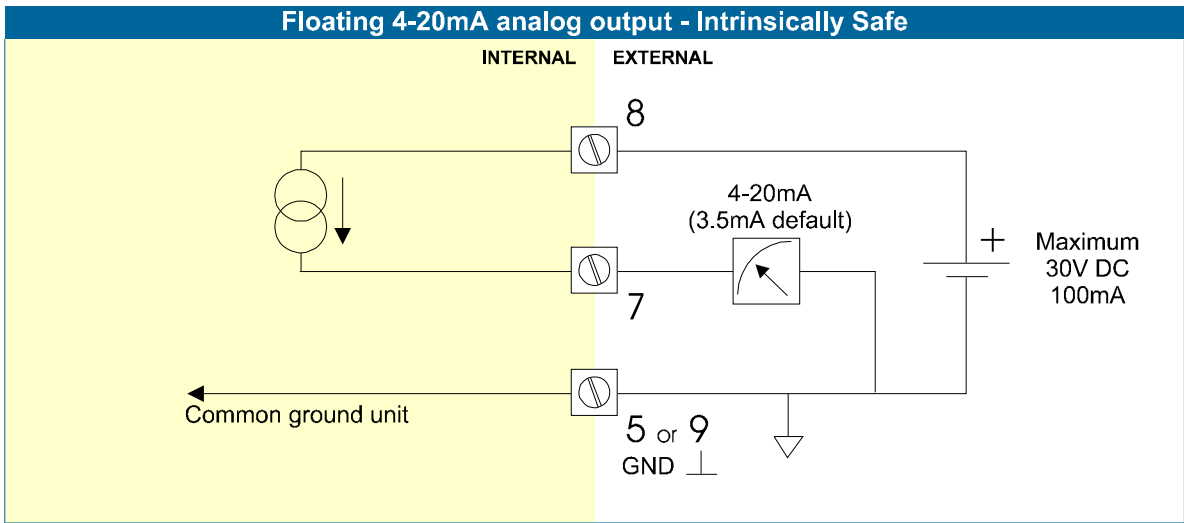 Floating 4-20mA analog output - Intrinsically Safe
INTERNAL EXTERNAL
8
4-20mA
(3.5mA default)
+
Maximum
30V DC
100mA
7
Common ground unit
5 or 9
GND